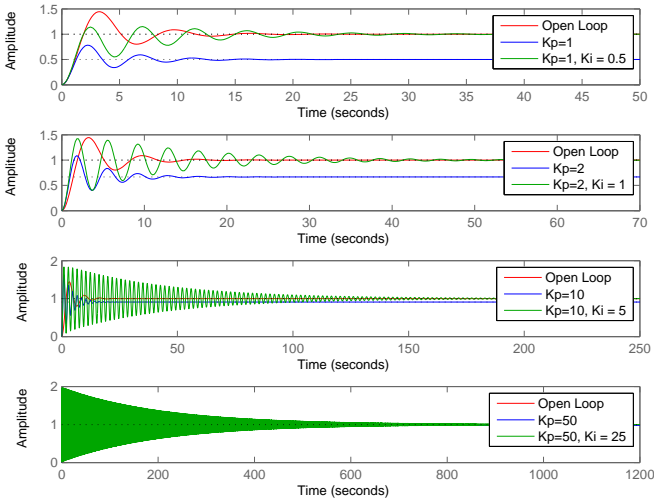 1.5
1
0.5
0
Amplitude
0 5 10 15 20 25 30 35 40 45 50
Time (seconds)
Open Loop
Kp=1
Kp=1, Ki = 0.5
1.5
1
0.5
0
Amplitude
0 10 20 30 40 50 60 70
Time (seconds)
Open Loop
Kp=2
Kp=2, Ki = 1
2
1
0
Amplitude
0 50 100 150 200 250
Time (seconds)
Open Loop
Kp=10
Kp=10, Ki = 5
2
1
0
Amplitude
0 200 400 600 800 1000 1200
Time (seconds)
Open Loop
Kp=50
Kp=50, Ki = 25